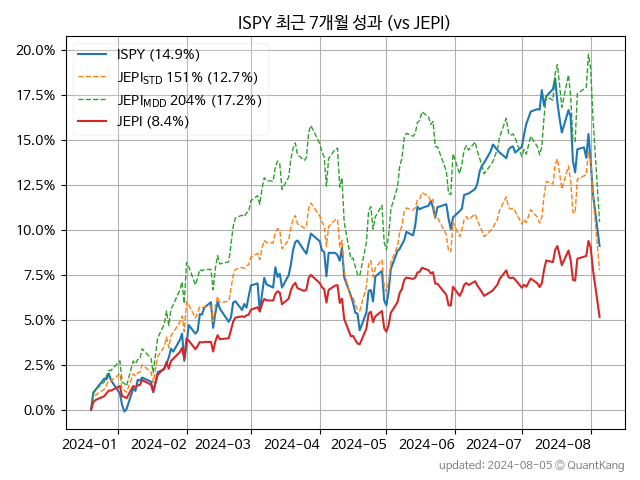 ISPY 최근 7개월 성과 (vs JEPI)
20.0%
17.5%
15.0%
12.5%
10.0%
7.5%
5.0%
2.5%
0.0%
ISPY (14.9%)
JEPI_STD 151% (12.7%)
JEPI_MDD 204% (17.2%)
JEPI (8.4%)
2024-01 2024-02 2024-03 2024-04 2024-05 2024-06 2024-07 2024-08
updated: 2024-08-05 © QuantKang